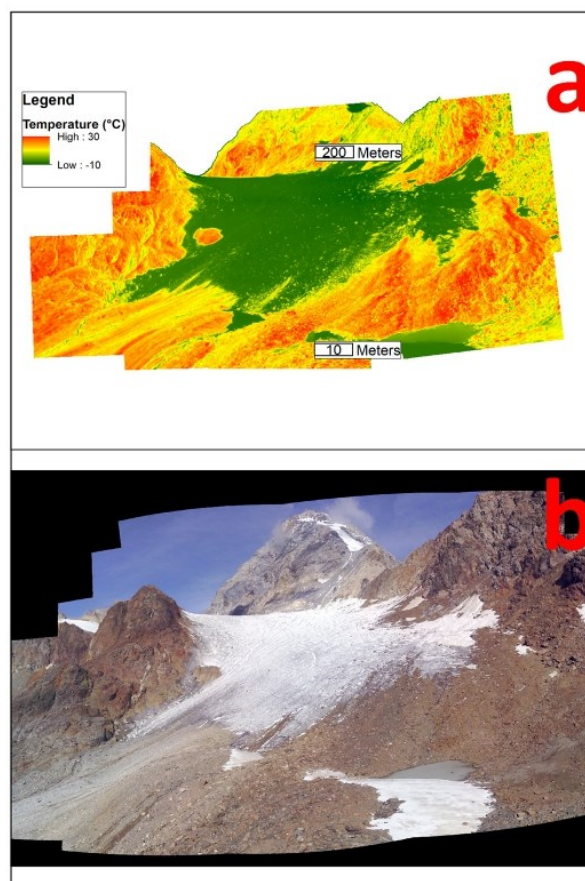 a
Legend
Temperature (°C)
High : 30
Low : -10
200 Meters
10 Meters
b